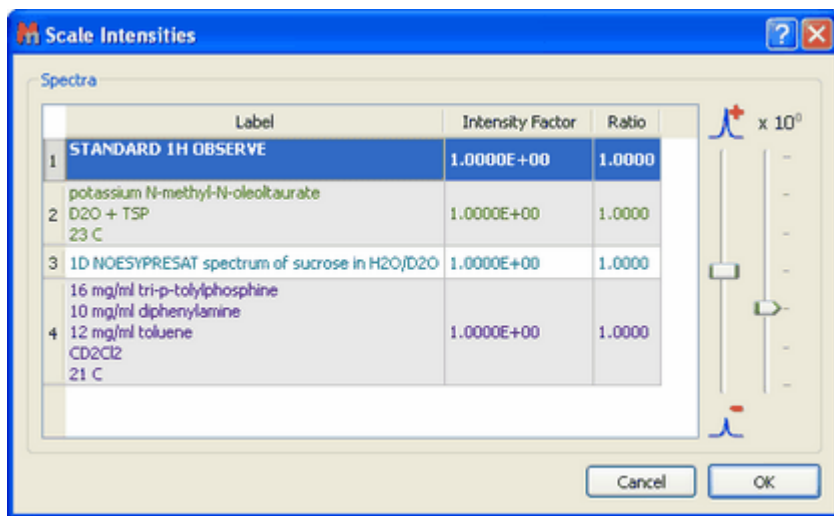 Scale Intensities
Spectra
Label Intensity Factor Ratio
x 10⁰
1 STANDARD 1H OBSERVE 1.0000E+00 1.0000
potassium N-methyl-N-oleoltaurate
2 D2O + TSP 1.0000E+00 1.0000
23 C
3 1D NOESYPRESAT spectrum of sucrose in H2O/D2O 1.0000E+00 1.0000
16 mg/ml tri-p-tolylphosphine
10 mg/ml diphenylamine
4 12 mg/ml toluene 1.0000E+00 1.0000
CD2Cl2
21 C
Cancel OK